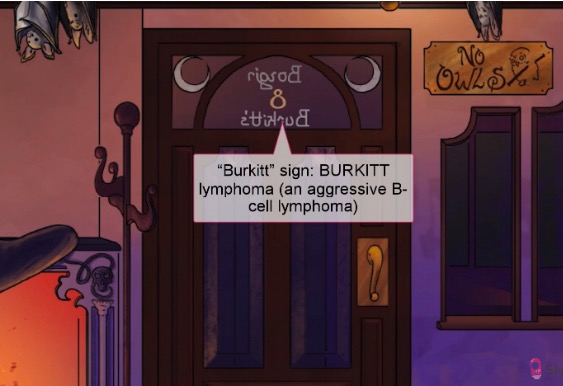 Borgin
&
Burkitt's
No
OWLS
“Burkitt” sign: BURKITT
lymphoma (an aggressive B-
cell lymphoma)